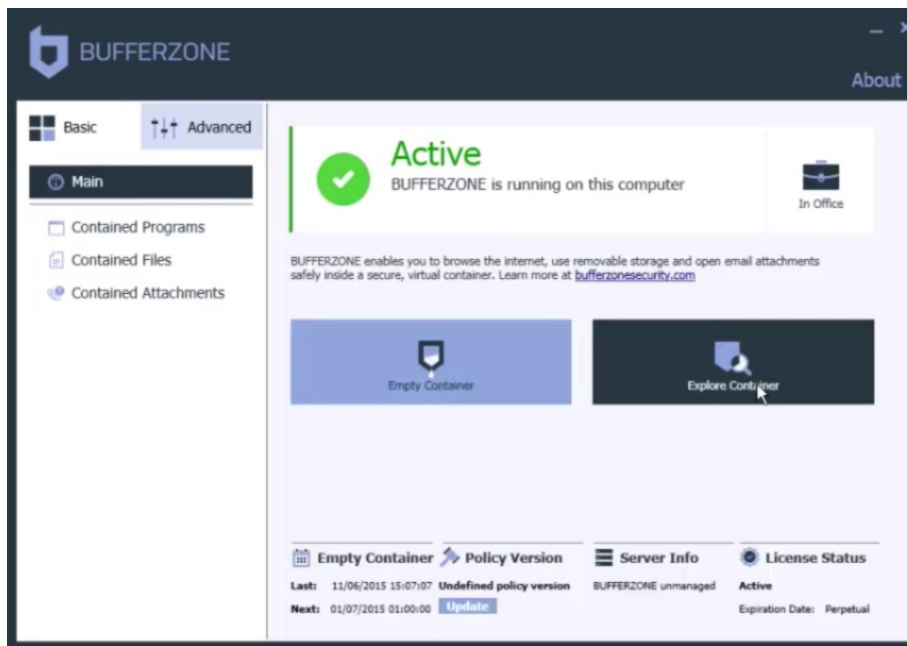 BUFFERZONE
About
Basic
Advanced
Main
Contained Programs
Contained Files
Contained Attachments
Active
BUFFERZONE is running on this computer
In Office
BUFFERZONE enables you to browse the internet, use removable storage and open email attachments
safely inside a secure, virtual container. Learn more at bufferzonesecurity.com
Empty Container
Explore Container
Empty Container
Last: 11/06/2015 15:07:07
Next: 01/07/2015 01:00:00
Policy Version
Undefined policy version
Update
Server Info
BUFFERZONE unmanaged
License Status
Active
Expiration Date: Perpetual